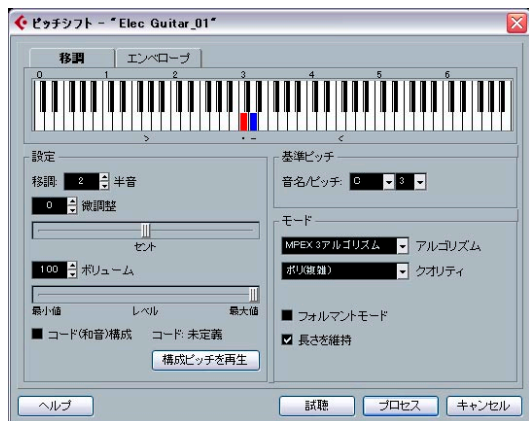 ピッチシフト - "Elec Guitar_01"
移調 エンベロープ
0 1 2 3 4 5 6
設定
移調: 2 半音
0 微調整
セント
100 ボリューム
最小値 レベル 最大値
コード(和音)構成 コード: 未定義
構成ピッチを再生
基準ピッチ
音名/ピッチ: C 3
モード
MPEX 3アルゴリズム アルゴリズム
ポリ(複雑) クオリティ
フォルマントモード
長さを維持
ヘルプ 試聴 プロセス キャンセル